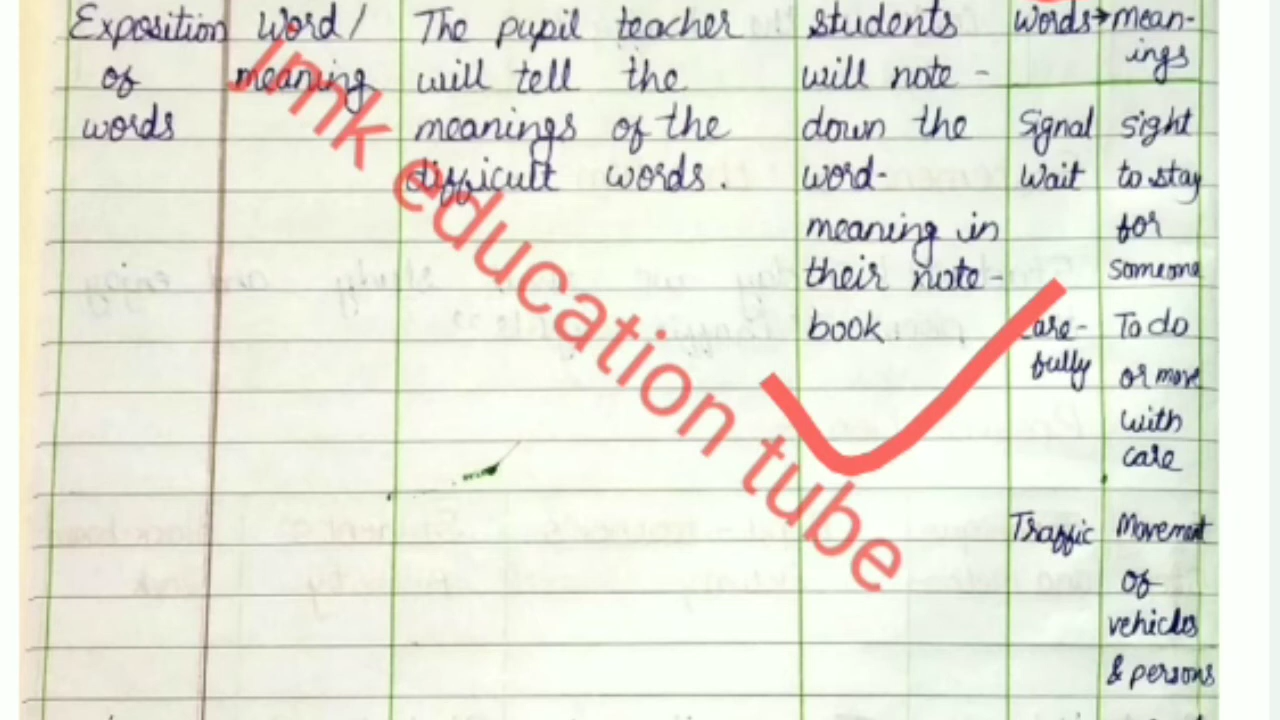 Exposition
of
words
Word/
meaning
The pupil teacher
will tell the
meanings of the
difficult words.
students
will note-
down the
word-
meaning in
their note-
book
words→mean-
ings
Signal sight
Wait to stay
for
someone
care-
fully
To do
or move
with
care
Traffic Movement
of
vehicles
& persons
jmk education tube